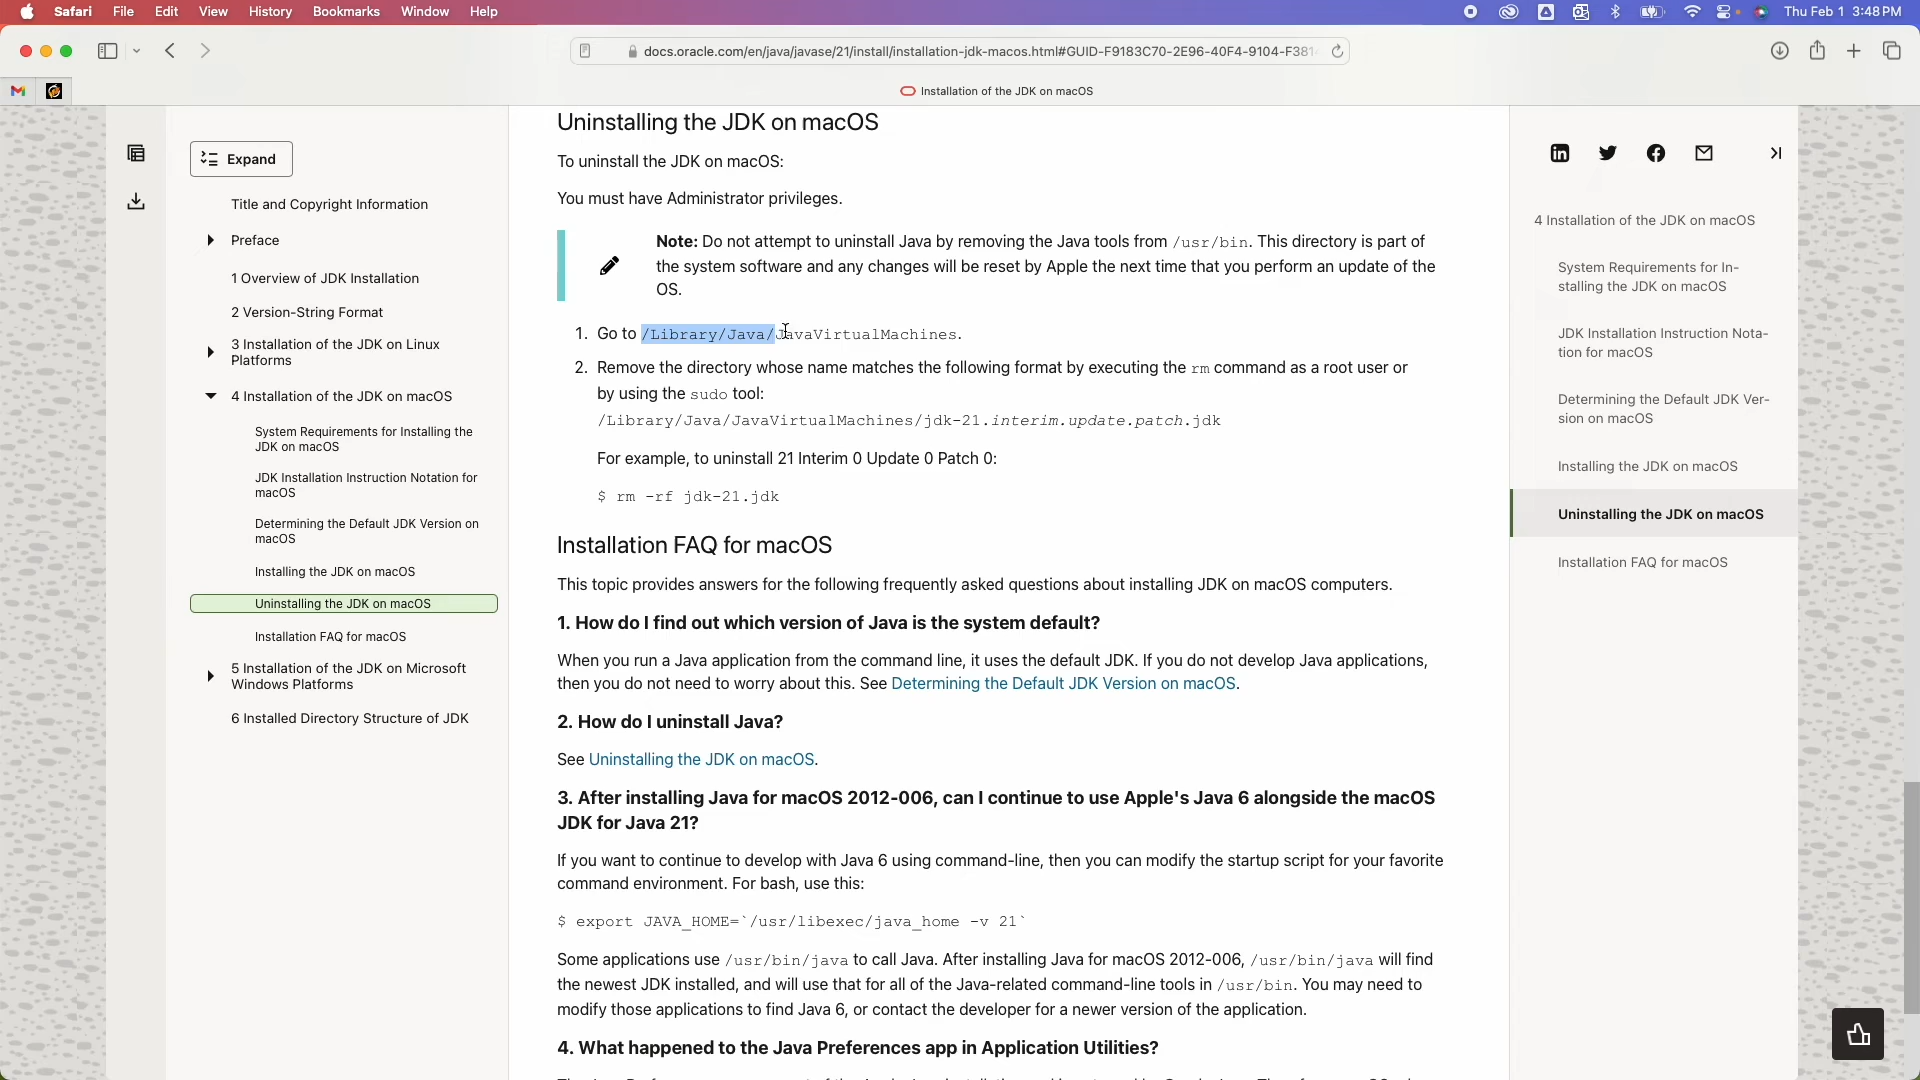 Safari File Edit View History Bookmarks Window Help
Thu Feb 1 3:48 PM
docs.oracle.com/en/java/javase/21/install/installation-jdk-macos.html#GUID-F9183C70-2E96-40F4-9104-F381
Installation of the JDK on macOS
Expand
Title and Copyright Information
Preface
1 Overview of JDK Installation
2 Version-String Format
3 Installation of the JDK on Linux
Platforms
4 Installation of the JDK on macOS
System Requirements for Installing the
JDK on macOS
JDK Installation Instruction Notation for
macOS
Determining the Default JDK Version on
macOS
Installing the JDK on macOS
Uninstalling the JDK on macOS
Installation FAQ for macOS
5 Installation of the JDK on Microsoft
Windows Platforms
6 Installed Directory Structure of JDK
Uninstalling the JDK on macOS
To uninstall the JDK on macOS:
You must have Administrator privileges.
Note: Do not attempt to uninstall Java by removing the Java tools from /usr/bin. This directory is part of
the system software and any changes will be reset by Apple the next time that you perform an update of the
OS.
1. Go to /Library/Java/JavaVirtualMachines.
2. Remove the directory whose name matches the following format by executing the rm command as a root user or
by using the sudo tool:
/Library/Java/JavaVirtualMachines/jdk-21.interim.update.patch.jdk
For example, to uninstall 21 Interim 0 Update 0 Patch 0:
$ rm -rf jdk-21.jdk
Installation FAQ for macOS
This topic provides answers for the following frequently asked questions about installing JDK on macOS computers.
1. How do I find out which version of Java is the system default?
When you run a Java application from the command line, it uses the default JDK. If you do not develop Java applications,
then you do not need to worry about this. See Determining the Default JDK Version on macOS.
2. How do I uninstall Java?
See Uninstalling the JDK on macOS.
3. After installing Java for macOS 2012-006, can I continue to use Apple's Java 6 alongside the macOS
JDK for Java 21?
If you want to continue to develop with Java 6 using command-line, then you can modify the startup script for your favorite
command environment. For bash, use this:
$ export JAVA_HOME=`/usr/libexec/java_home -v 21`
Some applications use /usr/bin/java to call Java. After installing Java for macOS 2012-006, /usr/bin/java will find
the newest JDK installed, and will use that for all of the Java-related command-line tools in /usr/bin. You may need to
modify those applications to find Java 6, or contact the developer for a newer version of the application.
4. What happened to the Java Preferences app in Application Utilities?
4 Installation of the JDK on macOS
System Requirements for In-
stalling the JDK on macOS
JDK Installation Instruction Nota-
tion for macOS
Determining the Default JDK Ver-
sion on macOS
Installing the JDK on macOS
Uninstalling the JDK on macOS
Installation FAQ for macOS